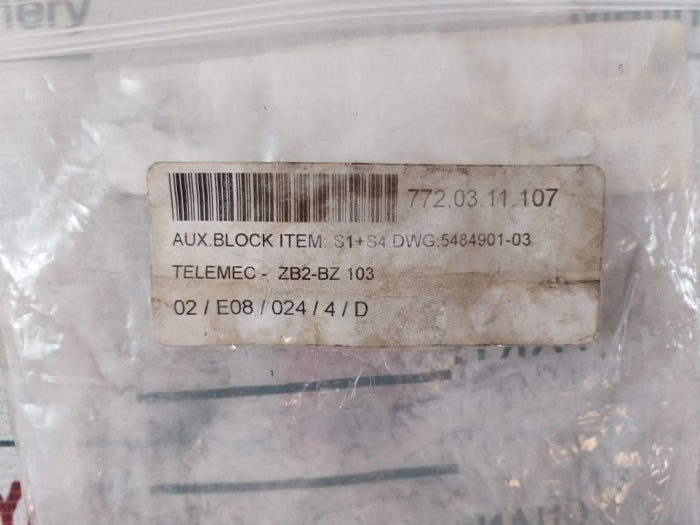 772.03.11.107
AUX.BLOCK ITEM: S1+S4 DWG:5484901-03
TELEMEC - ZB2-BZ 103
02 / E08 / 024 / 4 / D